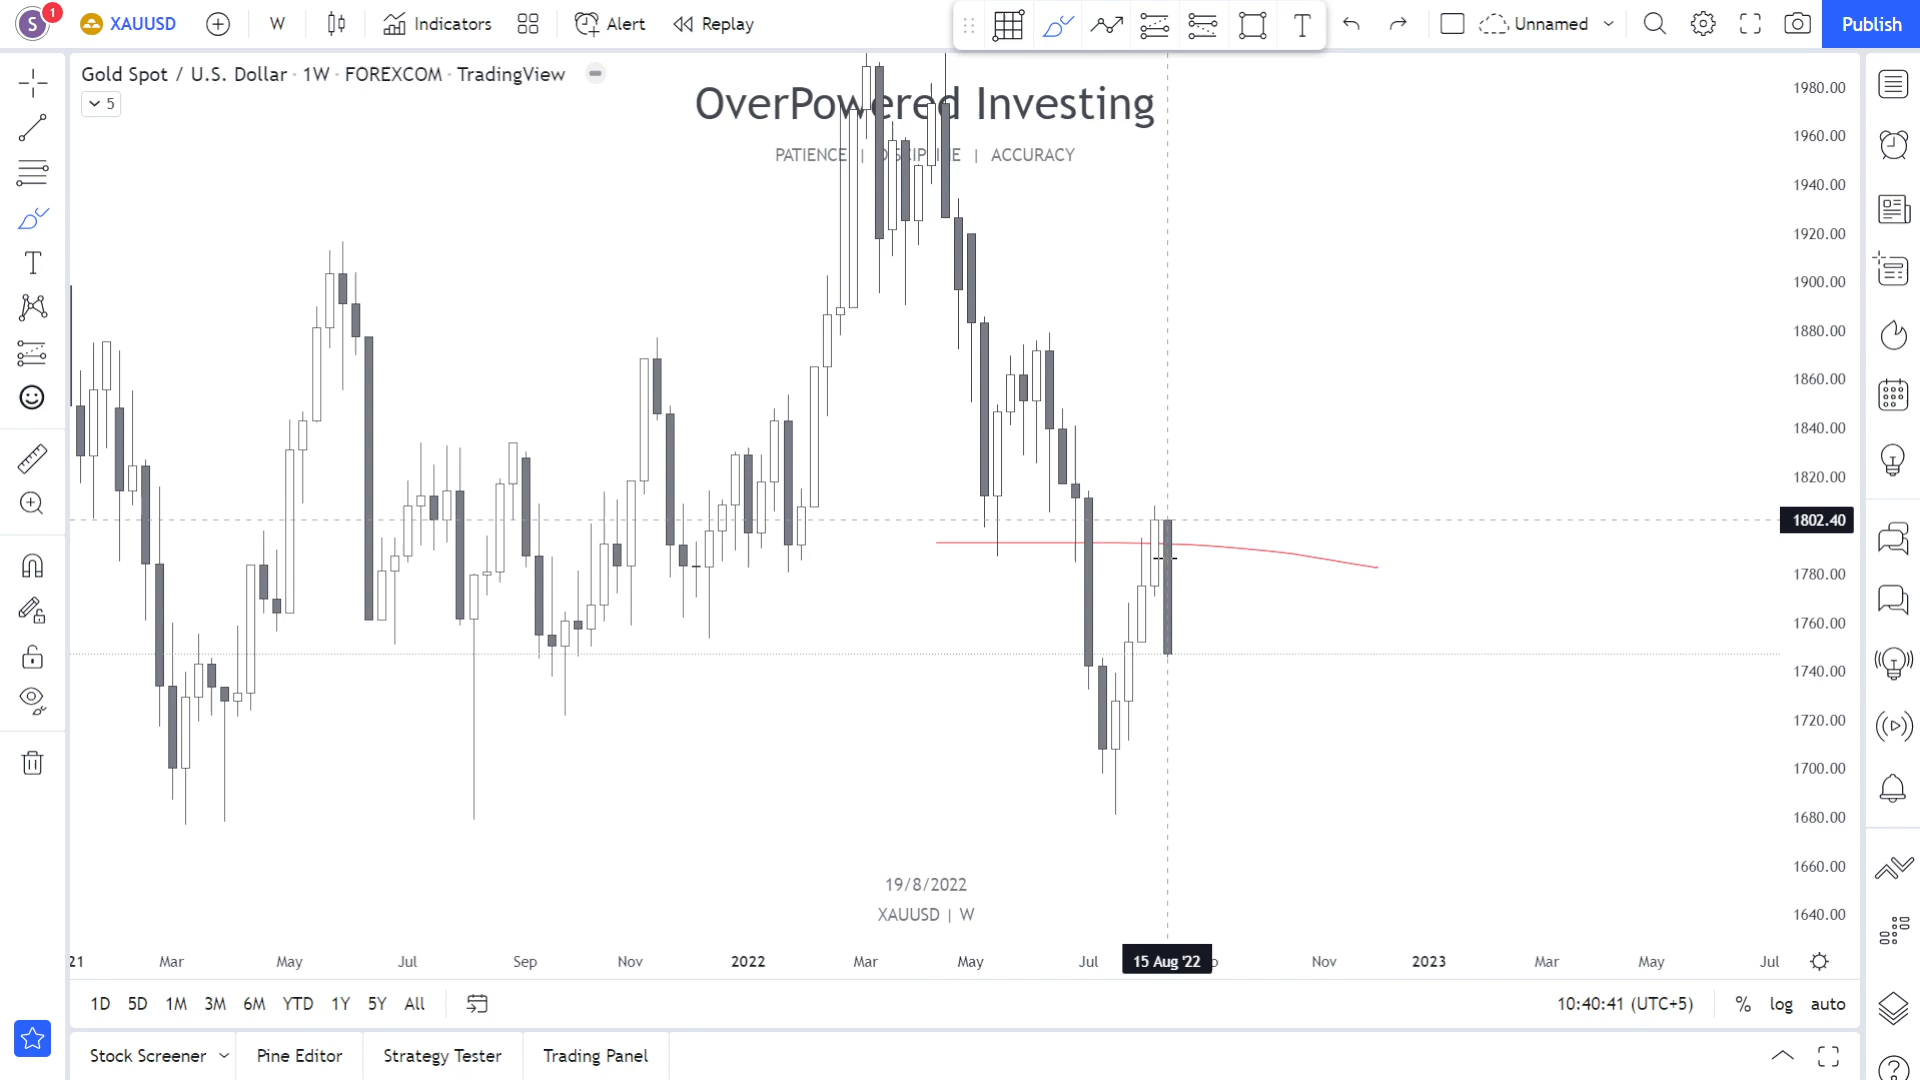 S 1 XAUUSD W Indicators Alert Replay T Unnamed Publish
Gold Spot / U.S. Dollar · 1W · FOREXCOM · TradingView
5
OverPowered Investing
PATIENCE | DISCIPLINE | ACCURACY
1980.00
1960.00
1940.00
1920.00
1900.00
1880.00
1860.00
1840.00
1820.00
1802.40
1780.00
1760.00
1740.00
1720.00
1700.00
1680.00
1660.00
1640.00
19/8/2022
XAUUSD | W
21 Mar May Jul Sep Nov 2022 Mar May Jul 15 Aug '22 Nov 2023 Mar May Jul
1D 5D 1M 3M 6M YTD 1Y 5Y All 10:40:41 (UTC+5) % log auto
Stock Screener Pine Editor Strategy Tester Trading Panel